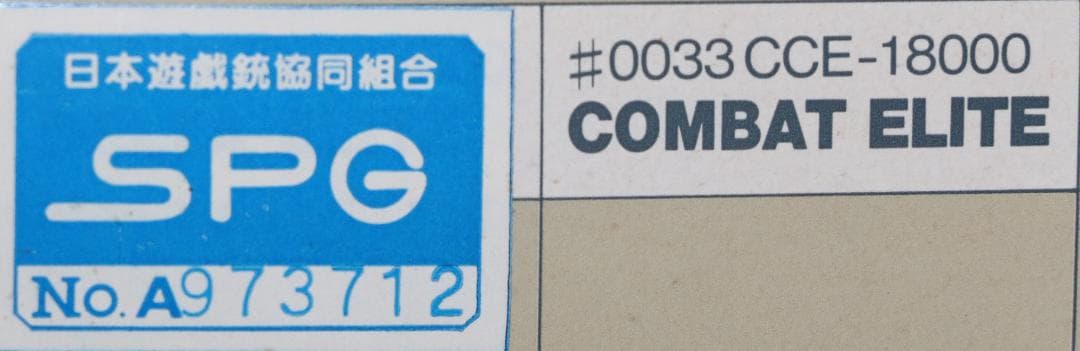 日本遊戯銃協同組合
SPG
No. A973712
#0033 CCE-18000
COMBAT ELITE